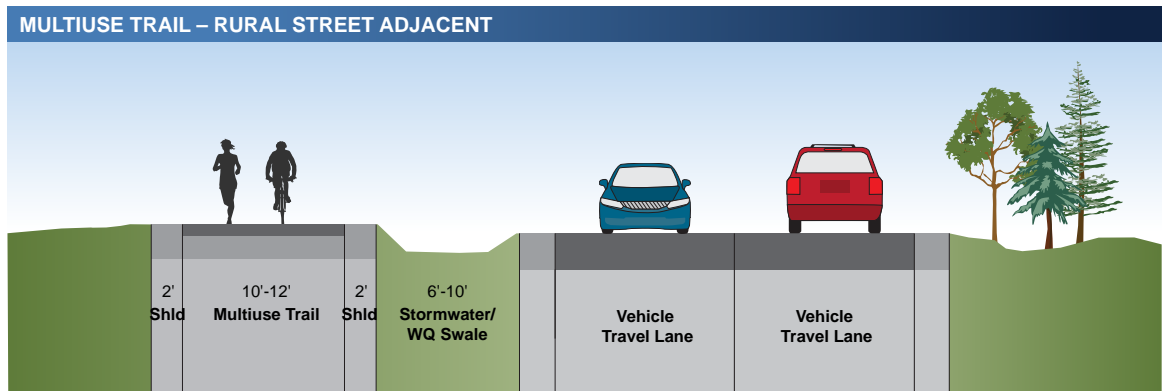 MULTIUSE TRAIL – RURAL STREET ADJACENT
2'
Shld
10'-12'
Multiuse Trail
2'
Shld
6'-10'
Stormwater/
WQ Swale
Vehicle
Travel Lane
Vehicle
Travel Lane